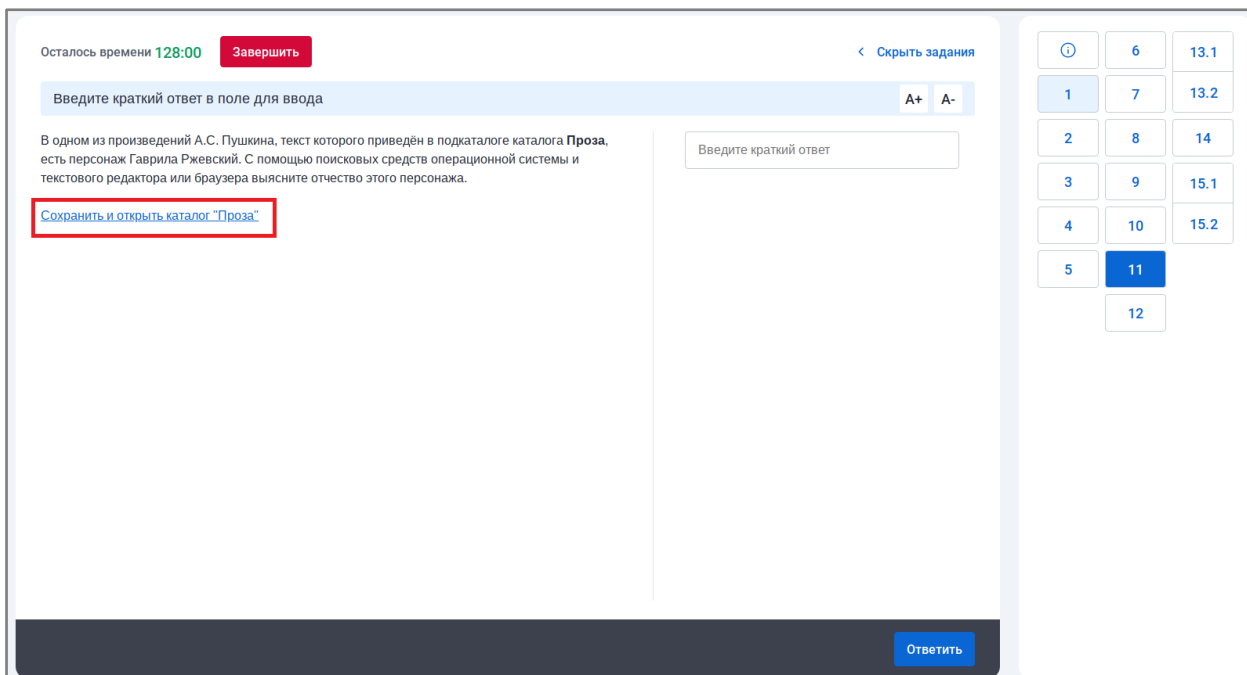 Осталось времени 128:00 Завершить
Скрыть задания
Введите краткий ответ в поле для ввода
A+ A-
В одном из произведений А.С. Пушкина, текст которого приведён в подкаталоге каталога Проза,
есть персонаж Гаврила Ржевский. С помощью поисковых средств операционной системы и
текстового редактора или браузера выясните отчество этого персонажа.
Сохранить и открыть каталог "Проза"
Введите краткий ответ
Ответить
6 13.1
1 7 13.2
2 8 14
3 9 15.1
4 10 15.2
5 11
12